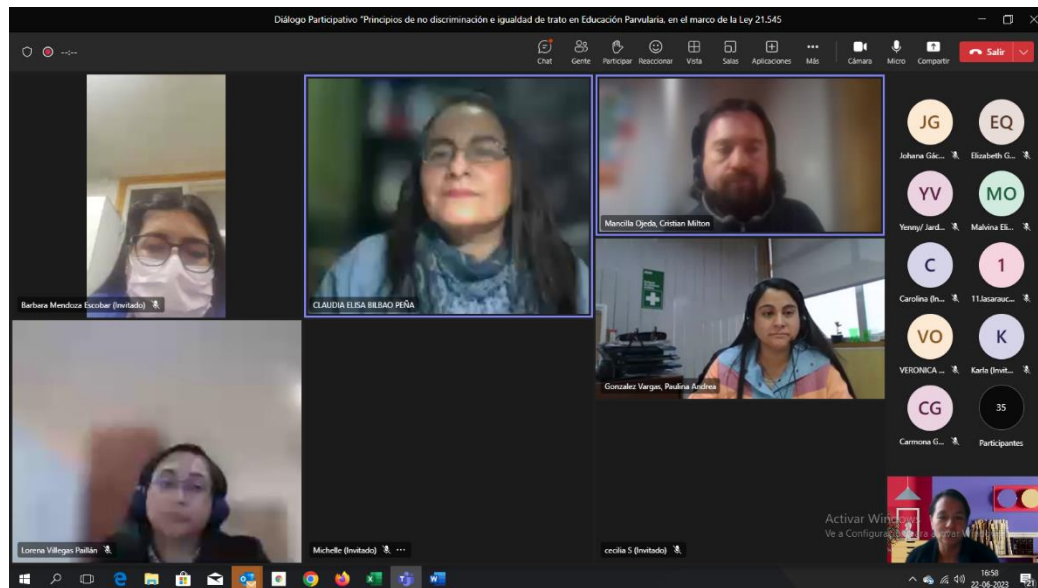 Diálogo Participativo "Principios de no discriminación e igualdad de trato en Educación Parvularia, en el marco de la Ley 21.545
--:--
Chat
Gente
Participar
Reaccionar
Vista
Salas
Aplicaciones
Más
Cámara
Micro
Compartir
Salir
JG
Johana Gác...
EQ
Elizabeth G...
YV
Yenny/ Jard...
MO
Malvina Eli...
C
Carolina (In...
1
11Jasarauc...
VO
VERONICA ...
K
Karla (Invit...
CG
Carmona G...
35
Participantes
Barbara Mendoza Escobar (Invitado)
CLAUDIA ELISA BILBAO PEÑA
Mancilla Ojeda, Cristian Milton
Gonzalez Vargas, Paulina Andrea
Lorena Villegas Paillán
Michelle (Invitado)
cecilia S (Invitado)
Activar Windows
Ve a Configuración para activar
16:58
22-06-2023